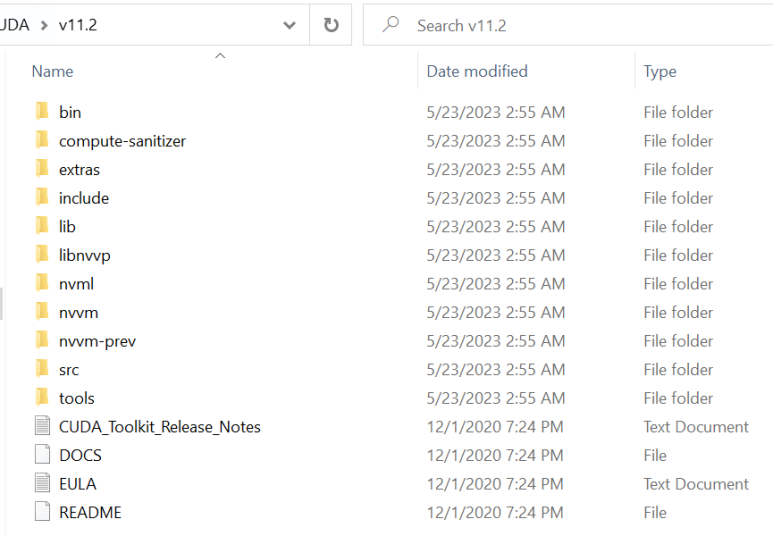 UDA > v11.2 Search v11.2
Name Date modified Type
bin 5/23/2023 2:55 AM File folder
compute-sanitizer 5/23/2023 2:55 AM File folder
extras 5/23/2023 2:55 AM File folder
include 5/23/2023 2:55 AM File folder
lib 5/23/2023 2:55 AM File folder
libnvvp 5/23/2023 2:55 AM File folder
nvml 5/23/2023 2:55 AM File folder
nvvm 5/23/2023 2:55 AM File folder
nvvm-prev 5/23/2023 2:55 AM File folder
src 5/23/2023 2:55 AM File folder
tools 5/23/2023 2:55 AM File folder
CUDA_Toolkit_Release_Notes 12/1/2020 7:24 PM Text Document
DOCS 12/1/2020 7:24 PM File
EULA 12/1/2020 7:24 PM Text Document
README 12/1/2020 7:24 PM File